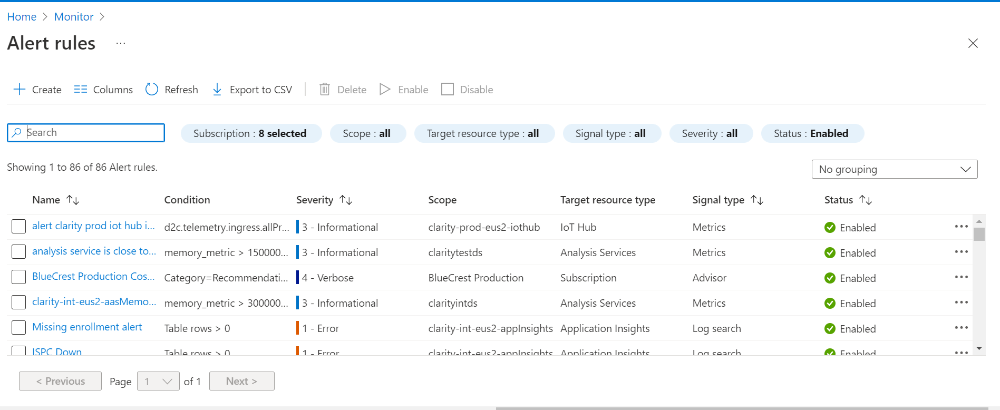 Home > Monitor >
Alert rules ...
Create Columns Refresh Export to CSV Delete Enable Disable
Search Subscription : 8 selected Scope : all Target resource type : all Signal type : all Severity : all Status : Enabled
Showing 1 to 86 of 86 Alert rules. No grouping
Name ↑↓ Condition Severity ↑↓ Scope Target resource type Signal type ↑↓ Status ↑↓
alert clarity prod iot hub i... d2c.telemetry.ingress.allPr... 3 - Informational clarity-prod-eus2-iothub IoT Hub Metrics Enabled
analysis service is close to... memory_metric > 150000... 3 - Informational claritytestds Analysis Services Metrics Enabled
BlueCrest Production Cos... Category=Recommendati... 4 - Verbose BlueCrest Production Subscription Advisor Enabled
clarity-int-eus2-aasMemo... memory_metric > 300000... 3 - Informational clarityintds Analysis Services Metrics Enabled
Missing enrollment alert Table rows > 0 1 - Error clarity-int-eus2-appInsights Application Insights Log search Enabled
ISPC Down Table rows > 0 1 - Error clarity-int-eus2-appInsights Application Insights Log search Enabled
< Previous Page 1 of 1 Next >